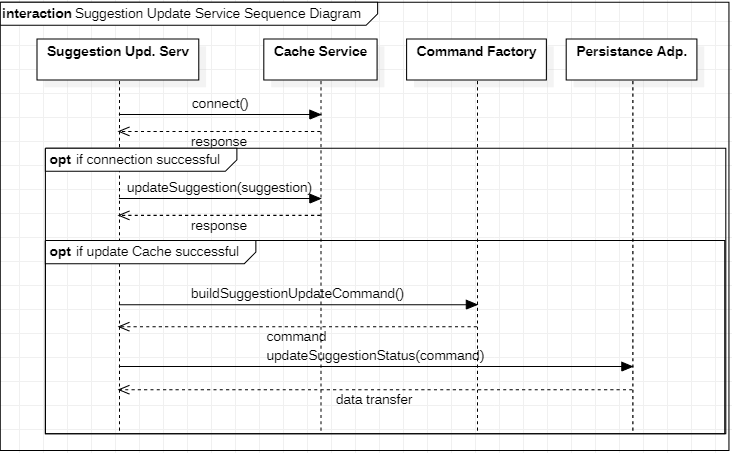 interaction Suggestion Update Service Sequence Diagram
Suggestion Upd. Serv
Cache Service
Command Factory
Persistance Adp.
connect()
response
opt if connection successful
updateSuggestion(suggestion)
response
opt if update Cache successful
buildSuggestionUpdateCommand()
command
updateSuggestionStatus(command)
data transfer